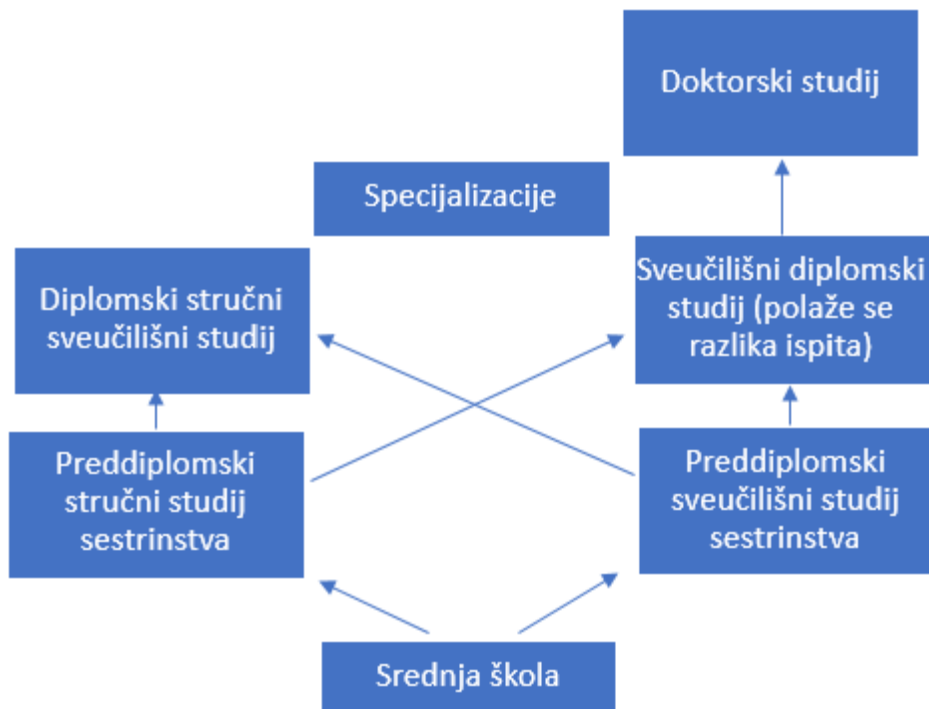 Doktorski studij
Specijalizacije
Diplomski stručni
sveučilišni studij
Sveučilišni diplomski
studij (polaže se
razlika ispita)
Preddiplomski
stručni studij
sestrinstva
Preddiplomski
sveučilišni studij
sestrinstva
Srednja škola